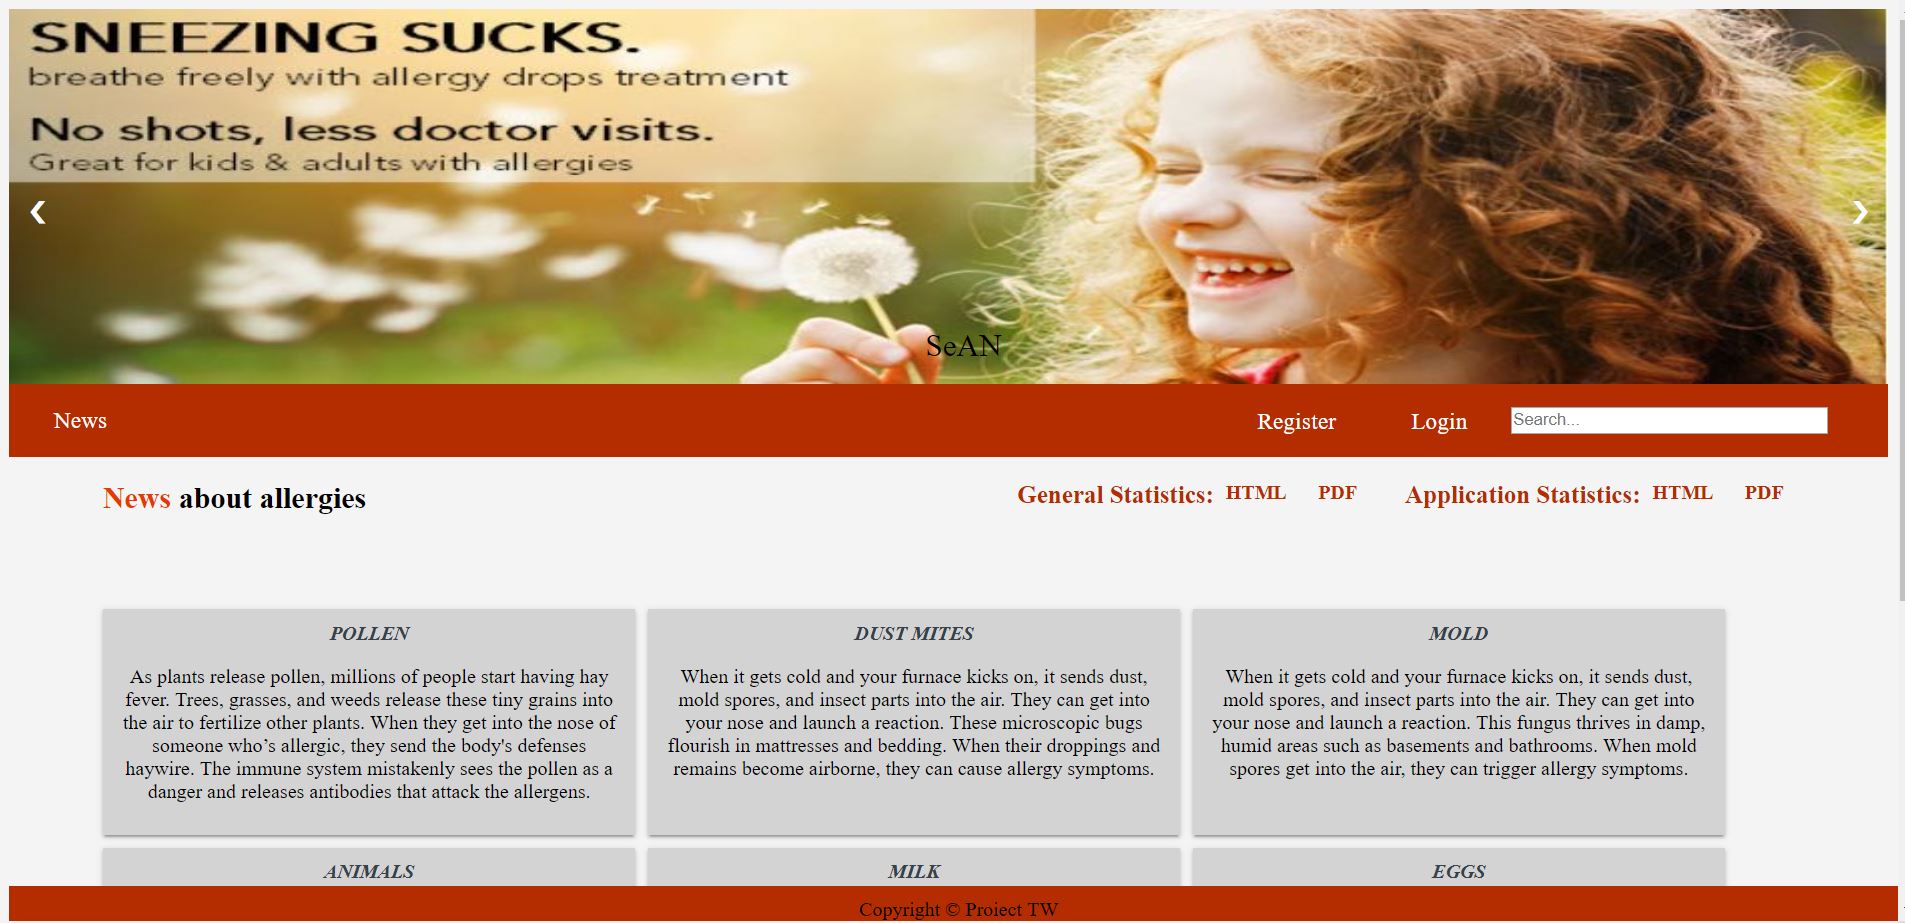 SNEEZING SUCKS.
breathe freely with allergy drops treatment
No shots, less doctor visits.
Great for kids & adults with allergies
❮
❯
SeAN
News
Register
Login
Search...
News about allergies
General Statistics: HTML PDF
Application Statistics: HTML PDF
POLLEN
As plants release pollen, millions of people start having hay
fever. Trees, grasses, and weeds release these tiny grains into
the air to fertilize other plants. When they get into the nose of
someone who’s allergic, they send the body's defenses
haywire. The immune system mistakenly sees the pollen as a
danger and releases antibodies that attack the allergens.
DUST MITES
When it gets cold and your furnace kicks on, it sends dust,
mold spores, and insect parts into the air. They can get into
your nose and launch a reaction. These microscopic bugs
flourish in mattresses and bedding. When their droppings and
remains become airborne, they can cause allergy symptoms.
MOLD
When it gets cold and your furnace kicks on, it sends dust,
mold spores, and insect parts into the air. They can get into
your nose and launch a reaction. This fungus thrives in damp,
humid areas such as basements and bathrooms. When mold
spores get into the air, they can trigger allergy symptoms.
ANIMALS
MILK
EGGS
Copyright © Proiect TW